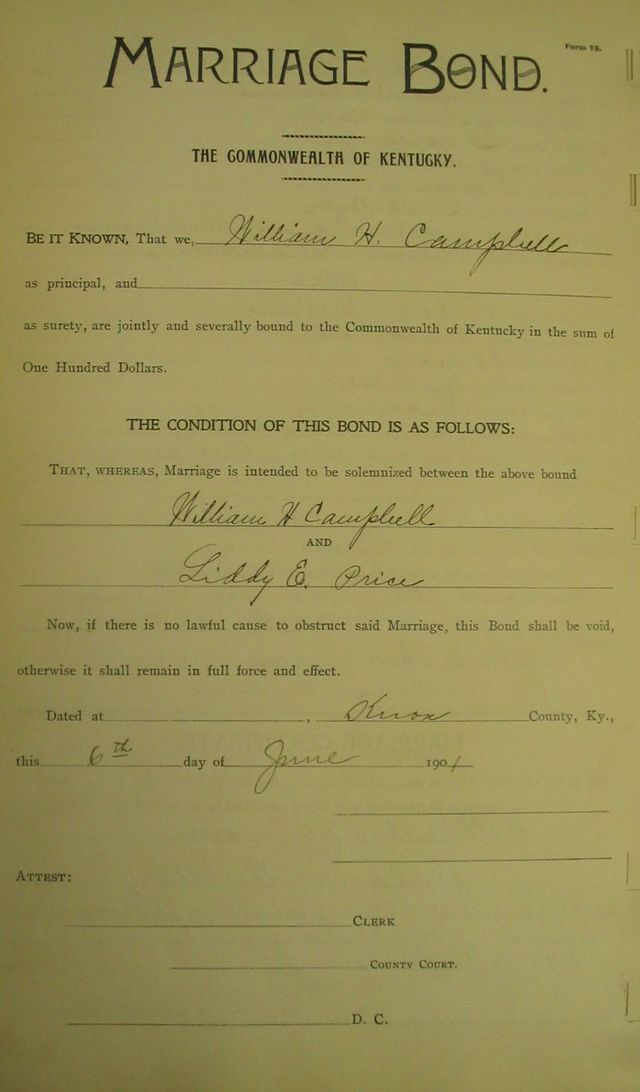 Form 78.
MARRIAGE BOND.
THE COMMONWEALTH OF KENTUCKY.
BE IT KNOWN, That we, William H. Campbell
as principal, and
as surety, are jointly and severally bound to the Commonwealth of Kentucky in the sum of
One Hundred Dollars.
THE CONDITION OF THIS BOND IS AS FOLLOWS:
THAT, WHEREAS, Marriage is intended to be solemnized between the above bound
William H Campbell
AND
Liddy E. Price
Now, if there is no lawful cause to obstruct said Marriage, this Bond shall be void,
otherwise it shall remain in full force and effect.
Dated at , Knox County, Ky.,
this 6th day of June 1901
ATTEST:
CLERK
COUNTY COURT.
D. C.